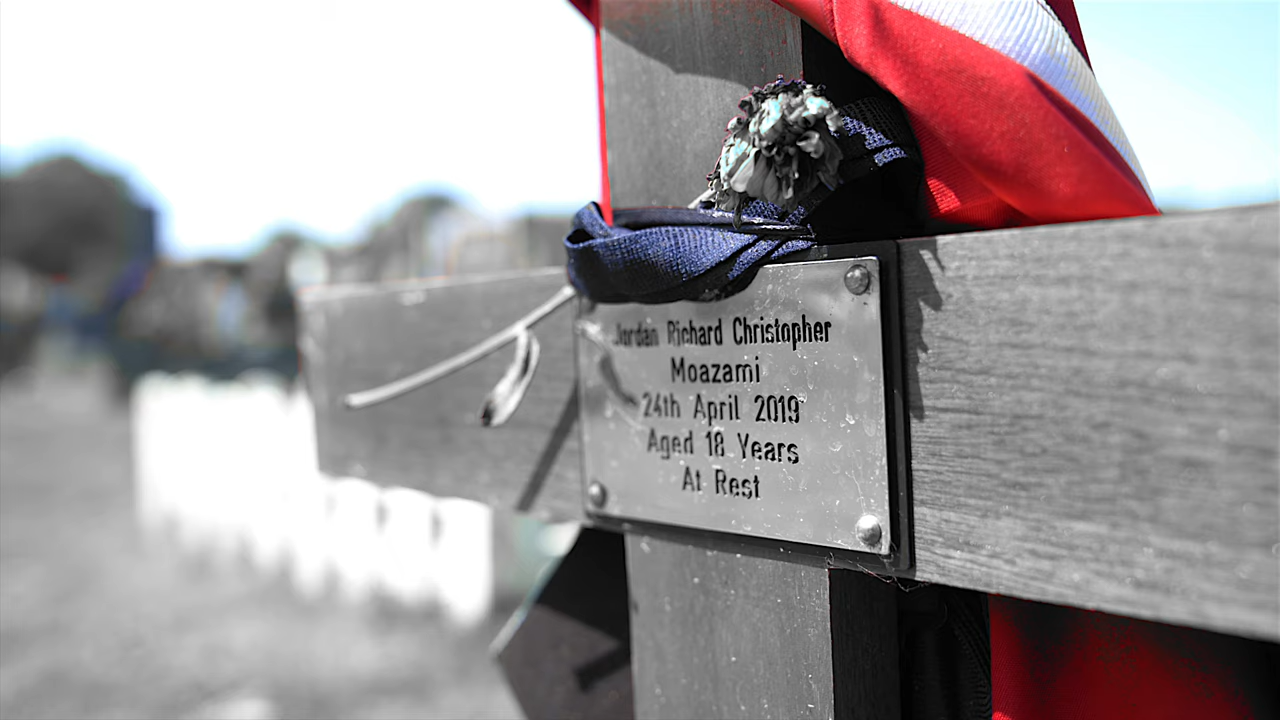 Jordan Richard Christopher
Moazami
24th April 2019
Aged 18 Years
At Rest